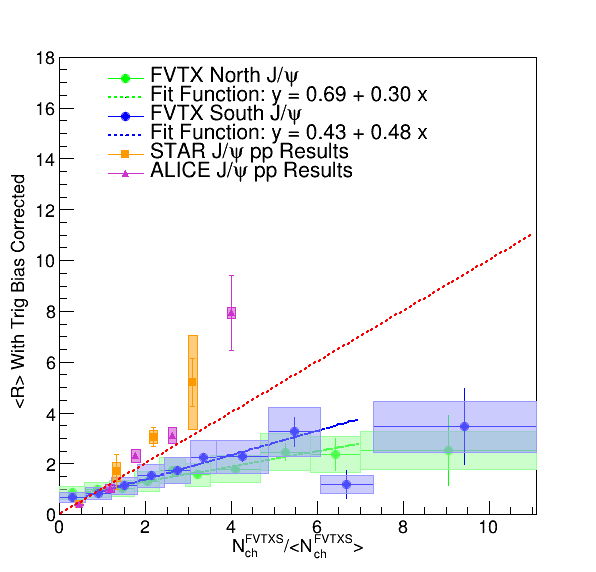 18
16
14
12
10
8
6
4
2
0
<R> With Trig Bias Corrected
FVTX North J/ψ
Fit Function: y = 0.69 + 0.30 x
FVTX South J/ψ
Fit Function: y = 0.43 + 0.48 x
STAR J/ψ pp Results
ALICE J/ψ pp Results
0 2 4 6 8 10
N_ch^FVTXS/<N_ch^FVTXS>